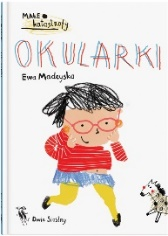 MAŁE
katastrofy
OKULARKI
Ewa Madeyska
Dwie Siostry